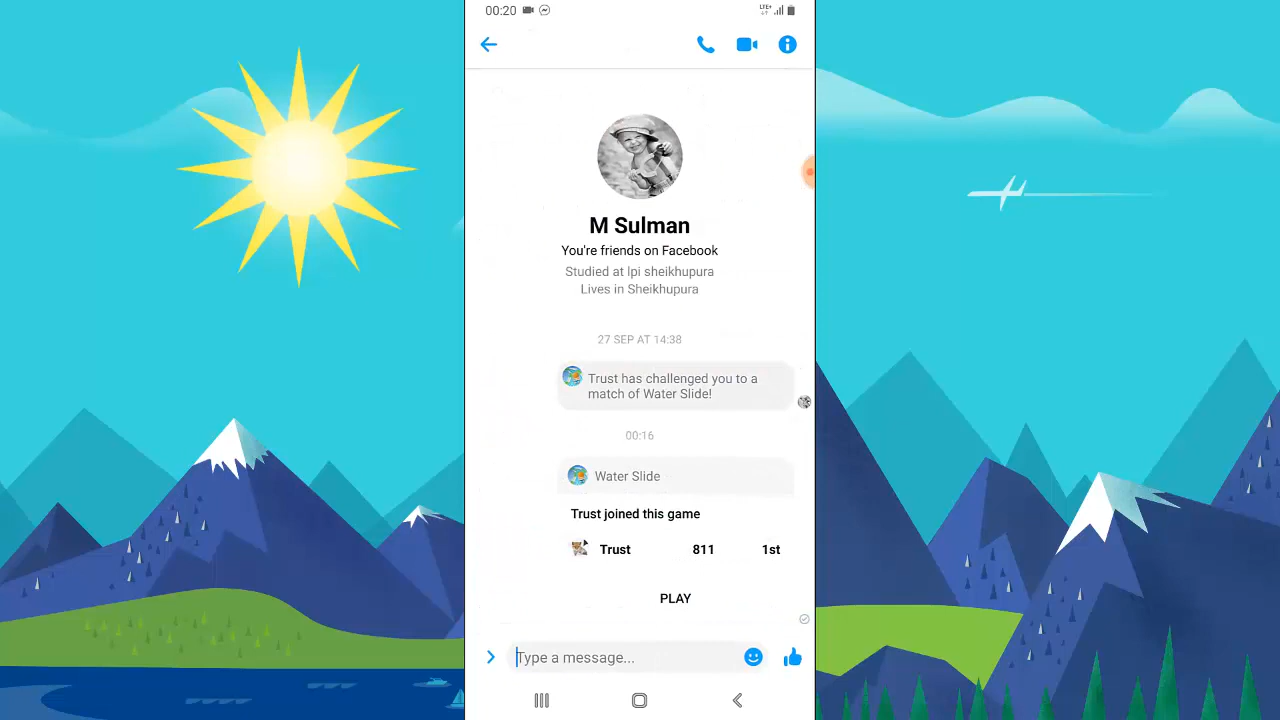 00:20
LTE+
M Sulman
You're friends on Facebook
Studied at lpi sheikhupura
Lives in Sheikhupura
27 SEP AT 14:38
Trust has challenged you to a
match of Water Slide!
00:16
Water Slide
Trust joined this game
Trust 811 1st
PLAY
Type a message...